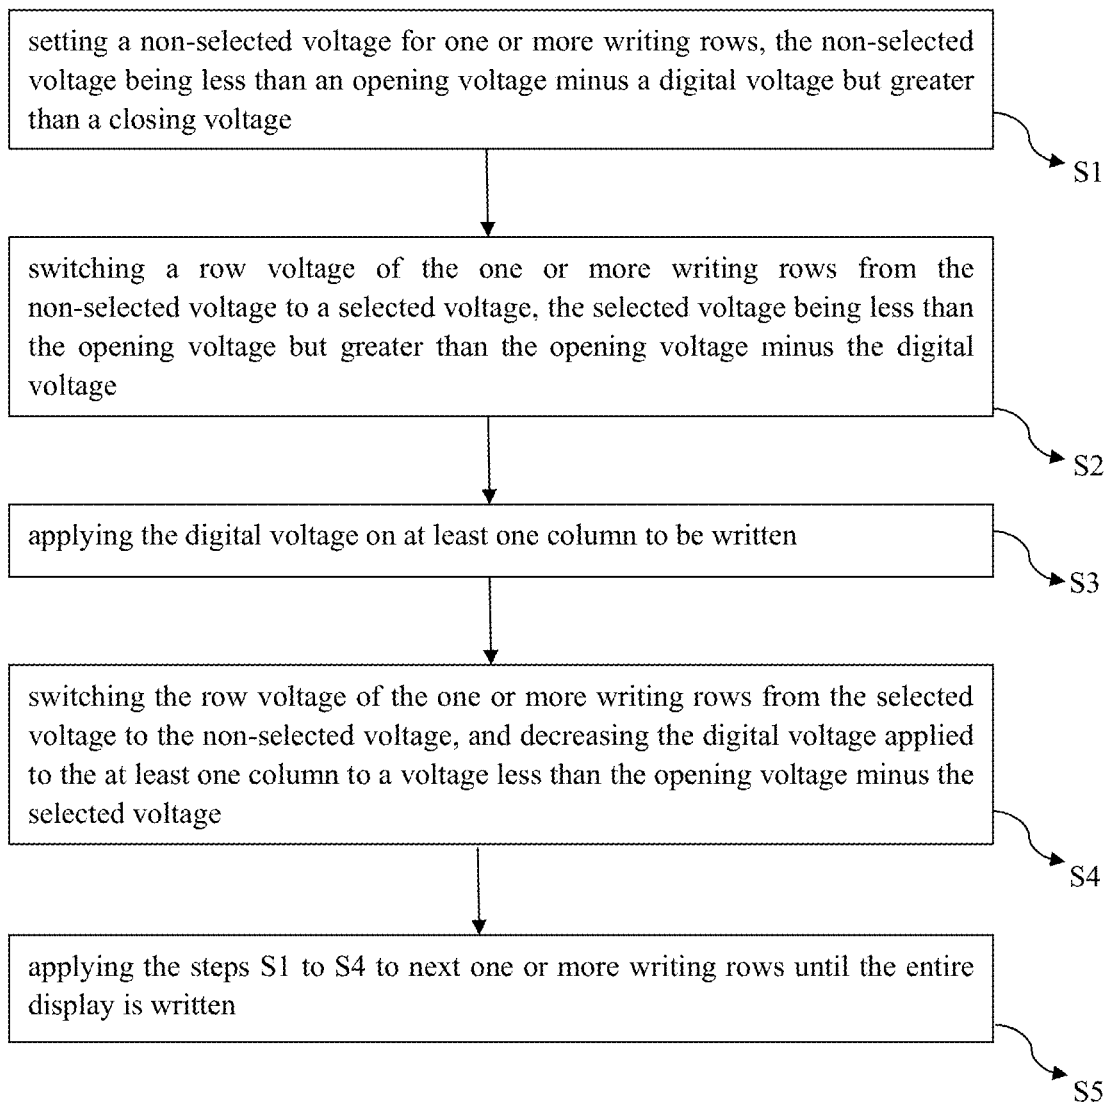 setting a non-selected voltage for one or more writing rows, the non-selected
voltage being less than an opening voltage minus a digital voltage but greater
than a closing voltage
S1
switching a row voltage of the one or more writing rows from the
non-selected voltage to a selected voltage, the selected voltage being less than
the opening voltage but greater than the opening voltage minus the digital
voltage
S2
applying the digital voltage on at least one column to be written
S3
switching the row voltage of the one or more writing rows from the selected
voltage to the non-selected voltage, and decreasing the digital voltage applied
to the at least one column to a voltage less than the opening voltage minus the
selected voltage
S4
applying the steps S1 to S4 to next one or more writing rows until the entire
display is written
S5